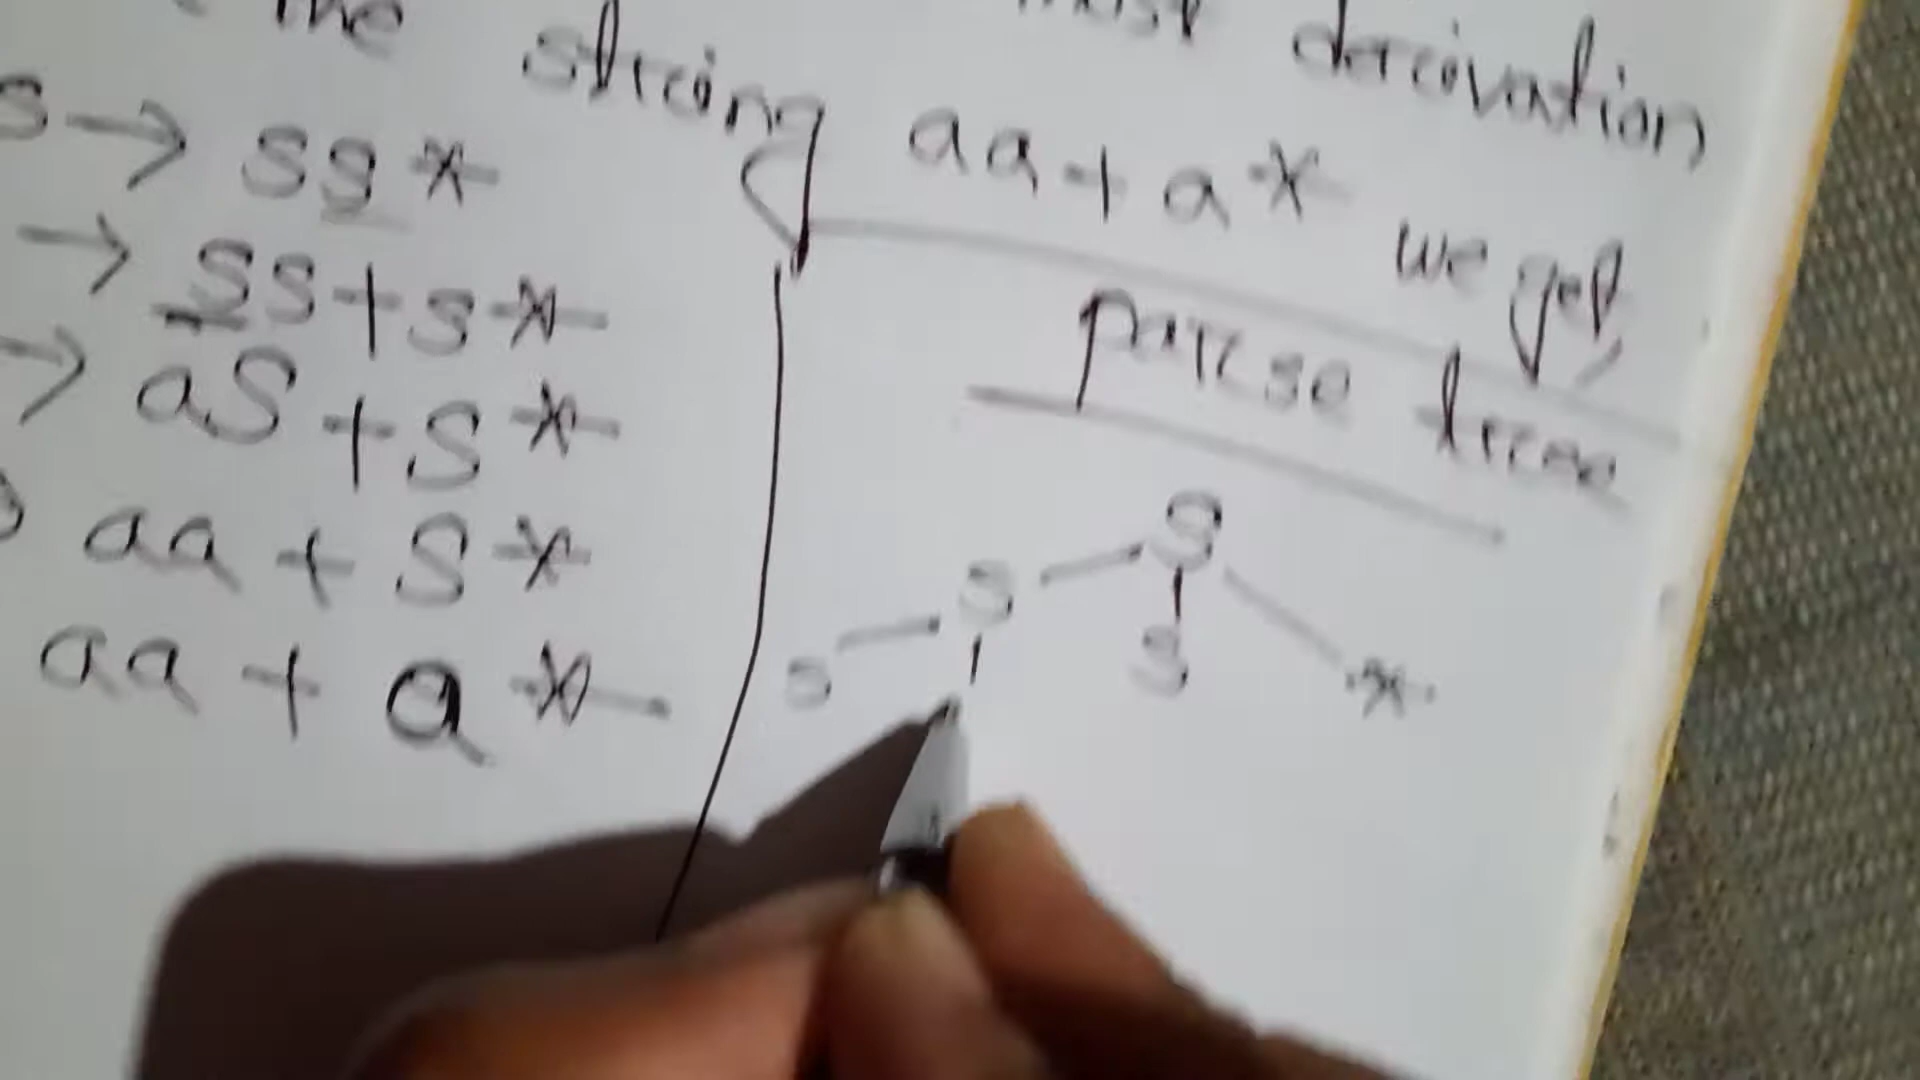 the string most derivation
aa+a* we get,
S→ SS*
→ SS+S*
→ aS+S*
aa+S*
aa+a*
parse tree
S
S
S S *